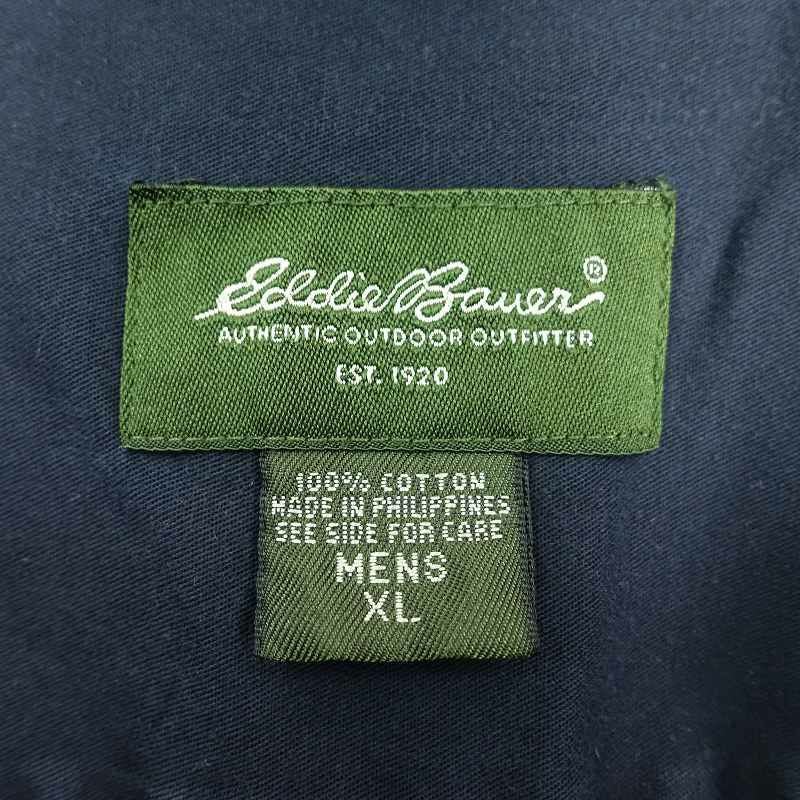 Eddie Bauer®
AUTHENTIC OUTDOOR OUTFITTER
EST. 1920
100% COTTON
MADE IN PHILIPPINES
SEE SIDE FOR CARE
MENS
XL